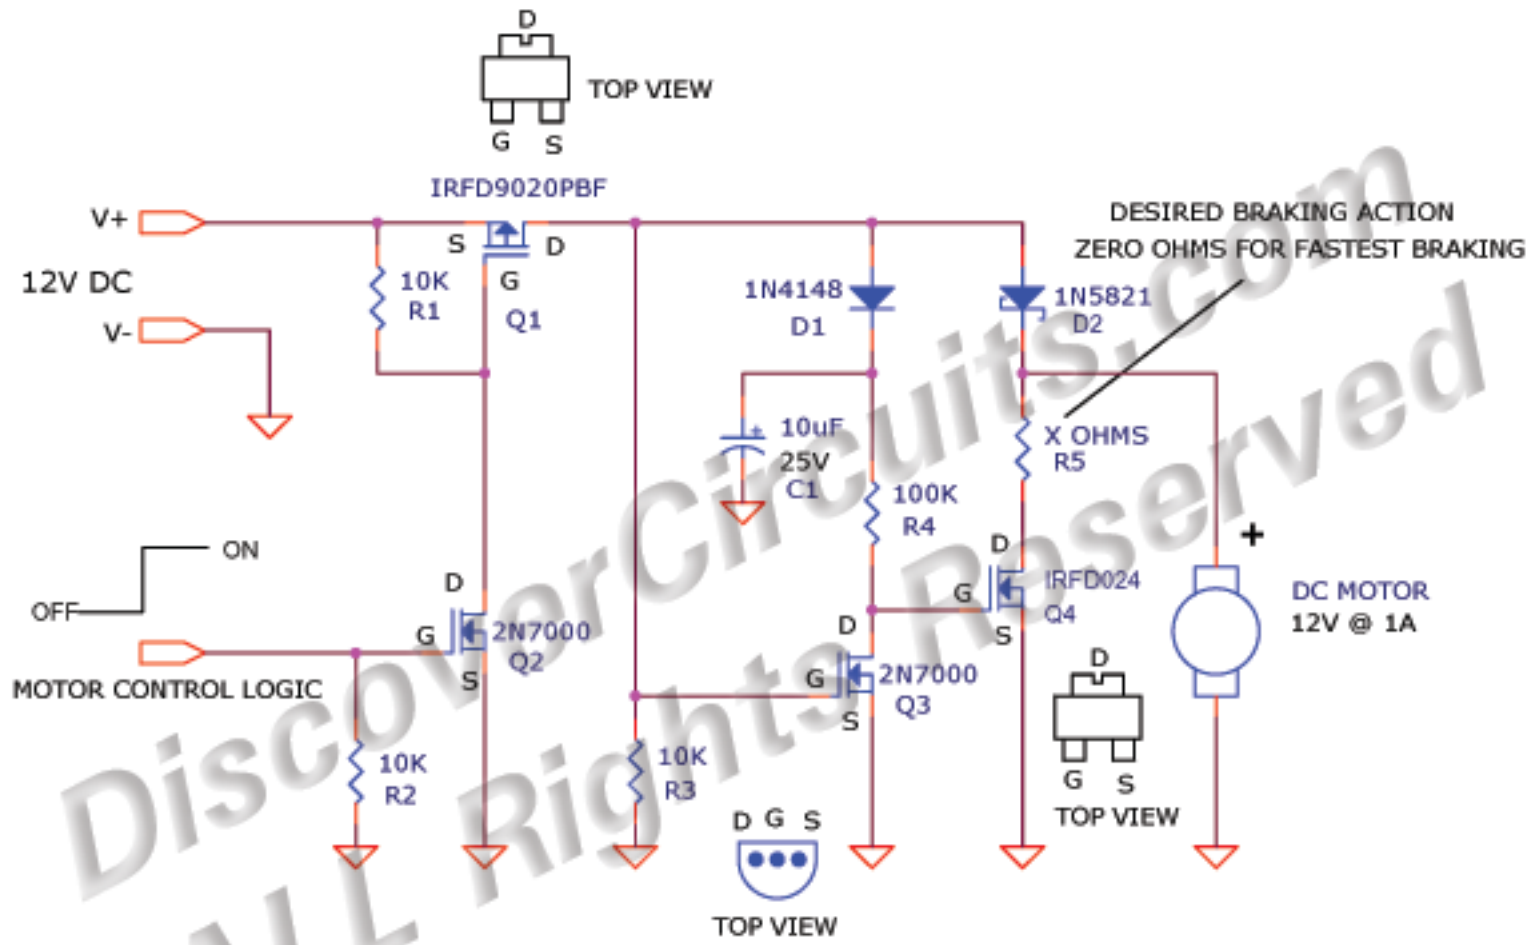 D
TOP VIEW
G S
IRFD9020PBF
V+
S D
G
10K
R1
Q1
12V DC
V-
DESIRED BRAKING ACTION
ZERO OHMS FOR FASTEST BRAKING
1N4148
D1
1N5821
D2
+
10uF
25V
C1
X OHMS
R5
100K
R4
ON
OFF
MOTOR CONTROL LOGIC
D
G
2N7000
Q2
S
10K
R2
10K
R3
D
G
2N7000
Q3
S
D
G
IRFD024
Q4
S
+
DC MOTOR
12V @ 1A
D
G S
TOP VIEW
D G S
TOP VIEW
DiscoverCircuits.com
ALL Rights Reserved